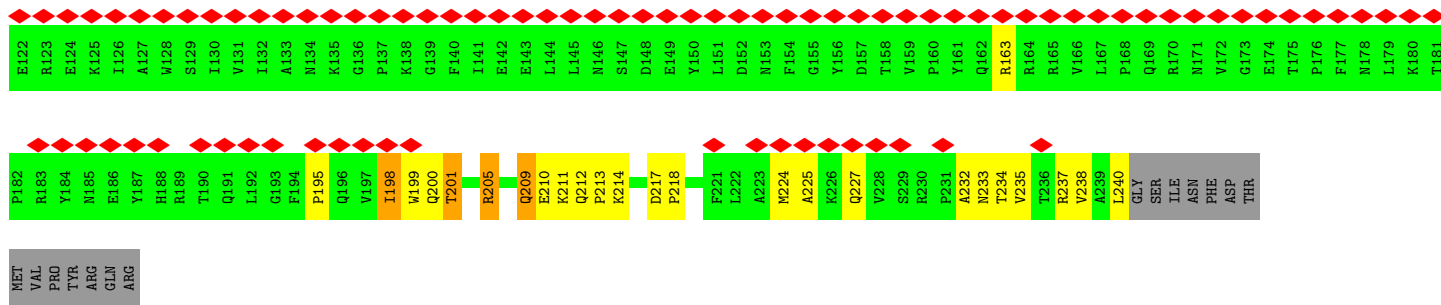 E122 R123 E124 K125 I126 A127 W128 S129 I130 V131 I132 A133 N134 K135 G136 P137 K138 G139 F140 I141 E142 E143 L144 L145 N146 S147 D148 E149 Y150 L151 D152 N153 F154 G155 Y156 D157 T158 V159 P160 Y161 Q162 R163 R164 R165 V166 L167 P168 Q169 R170 N171 V172 G173 E174 T175 P176 F177 N178 L179 K180 T181
P182 R183 Y184 N185 E186 Y187 H188 R189 T190 Q191 L192 G193 F194 P195 Q196 V197 I198 W199 Q200 T201 R205 Q209 E210 K211 Q212 P213 K214 D217 P218 F221 L222 A223 M224 A225 K226 Q227 V228 S229 R230 P231 A232 N233 T234 V235 T236 R237 V238 A239 L240 GLY SER ILE ASN PHE ASP THR
MET VAL PRO TYR ARG GLN ARG